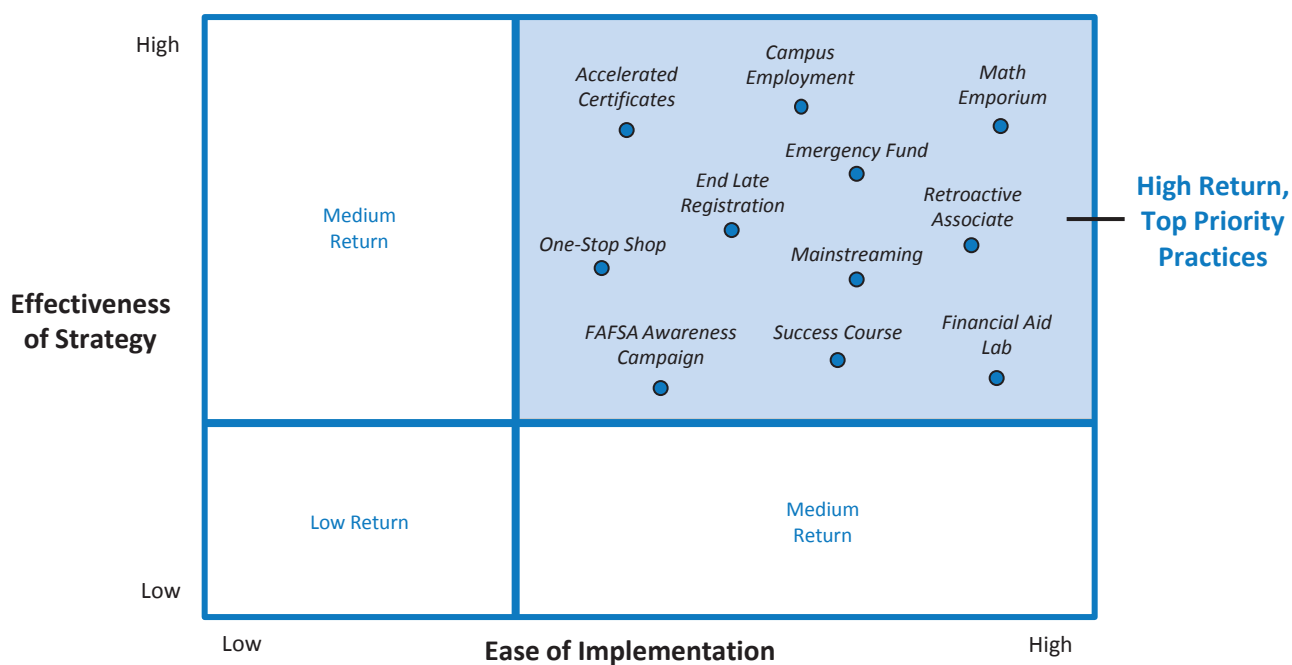 High
Accelerated
Certificates
Campus
Employment
Math
Emporium
Emergency Fund
End Late
Registration
Retroactive
Associate
High Return,
Top Priority
Practices
Medium
Return
One-Stop Shop
Mainstreaming
Effectiveness
of Strategy
FAFSA Awareness
Campaign
Success Course
Financial Aid
Lab
Low Return
Medium
Return
Low
Low
Ease of Implementation
High